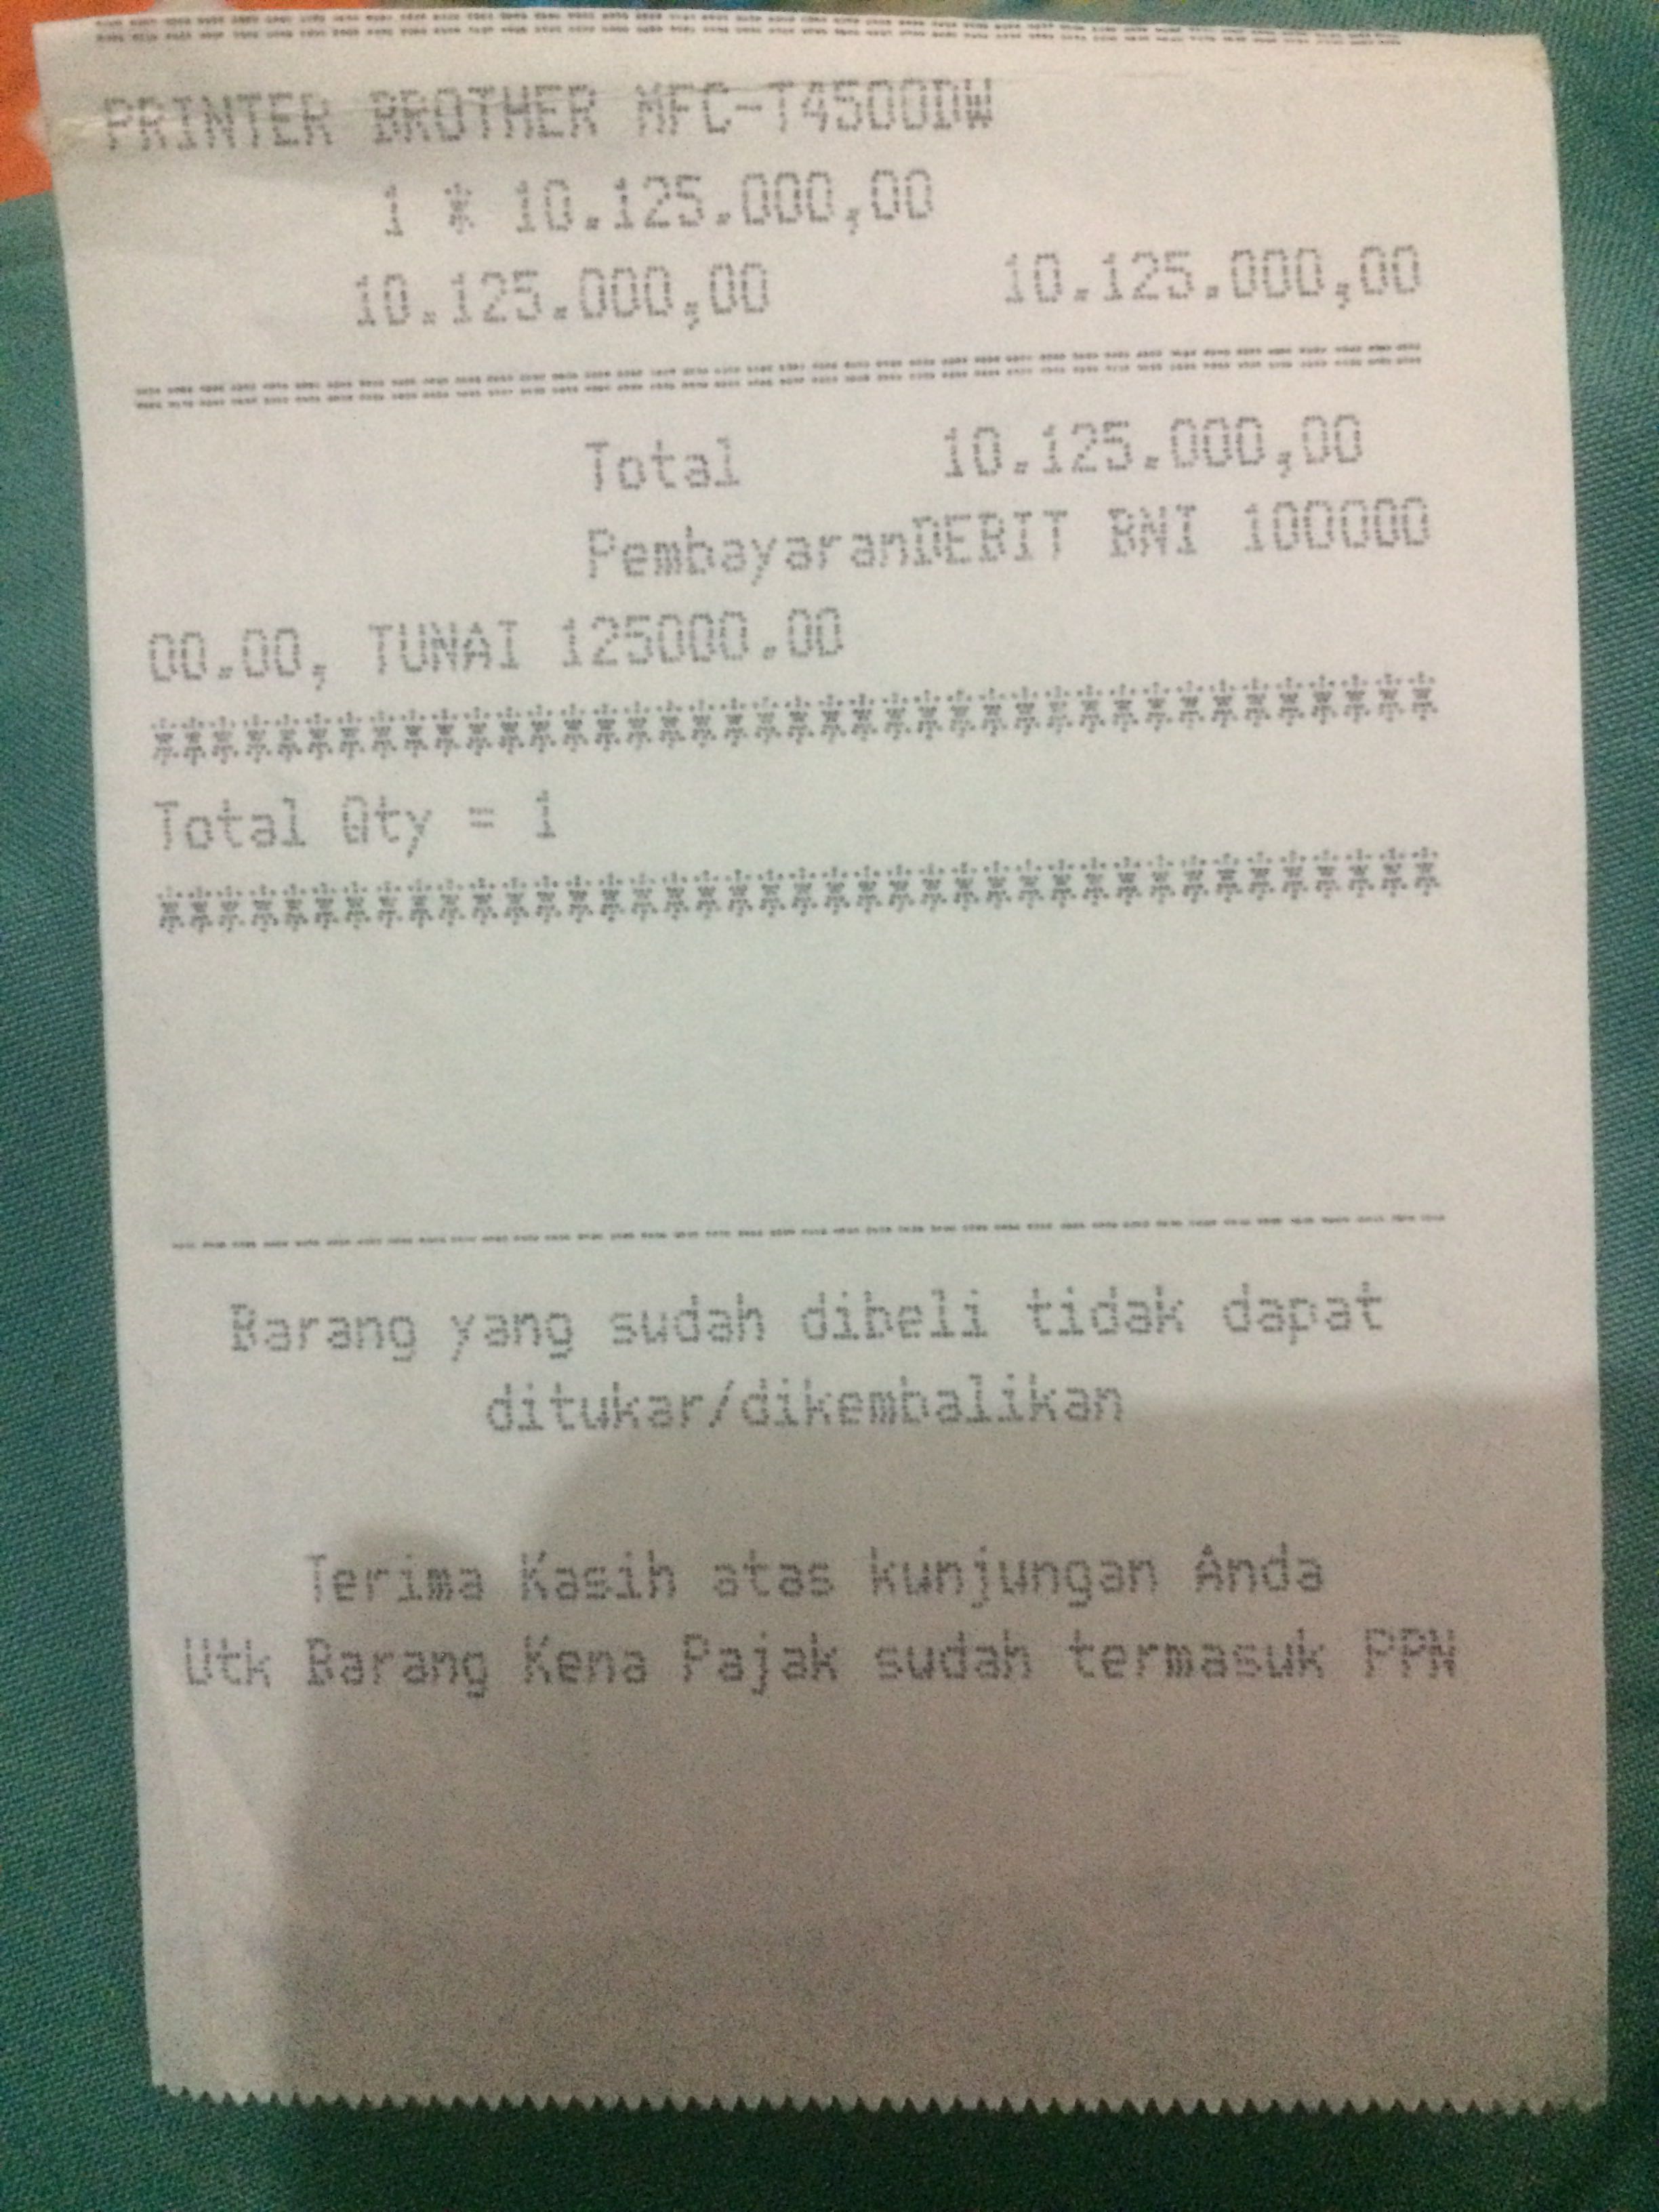 PRINTER BROTHER MFC-T4500DW
1 * 10.125.000,00
10.125.000,00 10.125.000,00
Total 10.125.000,00
PembayaranDEBIT BNI 100000
00.00, TUNAI 125000.00
****************************************
Total Qty = 1
****************************************
Barang yang sudah dibeli tidak dapat
ditukar/dikembalikan
Terima Kasih atas kunjungan Anda
Utk Barang Kena Pajak sudah termasuk PPN